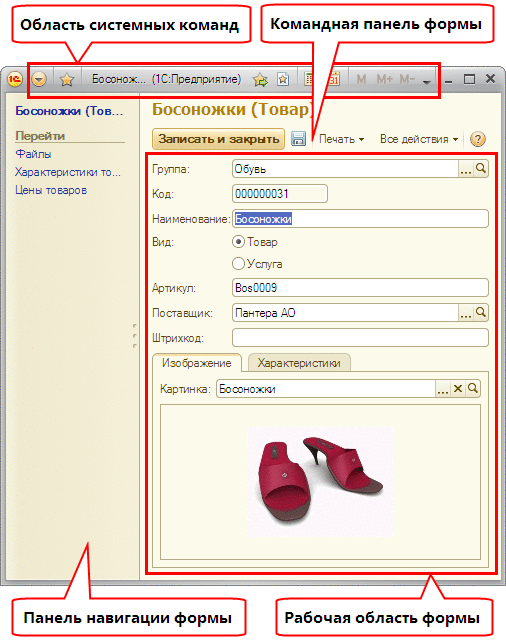 Область системных команд
Командная панель формы
1С Босонож... (1С:Предприятие) 31 M M+ M-
Босоножки (Тов...
Перейти
Файлы
Характеристики то...
Цены товаров
Босоножки (Товар)
Записать и закрыть Печать Все действия ?
Группа: Обувь ...
Код: 000000031
Наименование: Босоножки
Вид: Товар
Услуга
Артикул: Bos0009
Поставщик: Пантера АО ...
Штрихкод:
Изображение Характеристики
Картинка: Босоножки ...
Панель навигации формы
Рабочая область формы